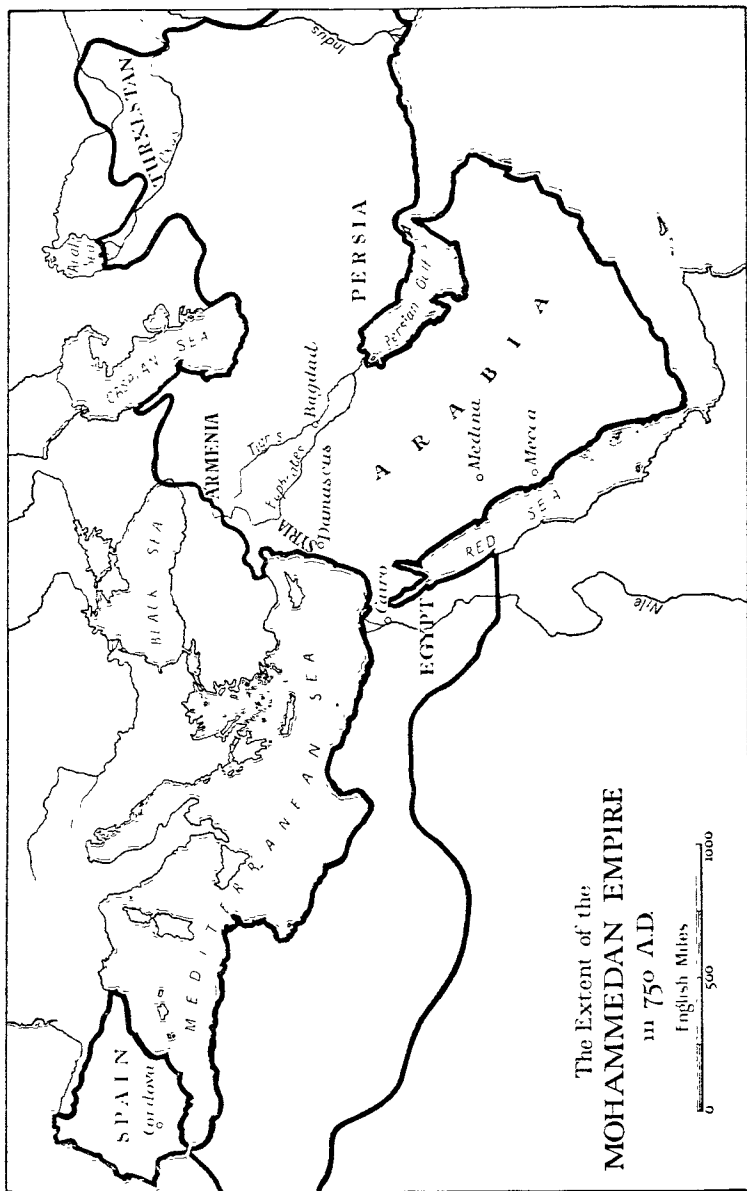 The Extent of the
MOHAMMEDAN EMPIRE
in 750 A.D.
English Miles
0 500 1000
SPAIN
Cordova
MEDITERRANEAN SEA
BLACK SEA
CASPIAN SEA
Aral Sea
TURKESTAN
Indus
ARMENIA
Tigris
Euphrates
Bagdad
SYRIA
Damascus
PERSIA
Persian Gulf
ARABIA
Medina
Mecca
RED SEA
Cairo
EGYPT
Nile